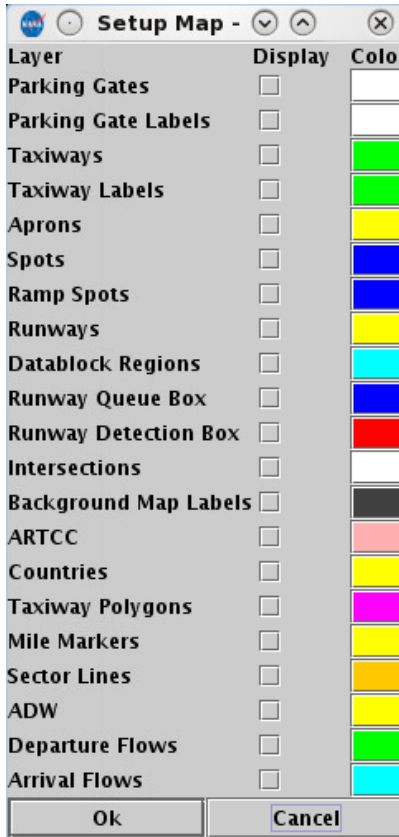 Setup Map -
Layer Display Colo
Parking Gates
Parking Gate Labels
Taxiways
Taxiway Labels
Aprons
Spots
Ramp Spots
Runways
Datablock Regions
Runway Queue Box
Runway Detection Box
Intersections
Background Map Labels
ARTCC
Countries
Taxiway Polygons
Mile Markers
Sector Lines
ADW
Departure Flows
Arrival Flows
Ok Cancel